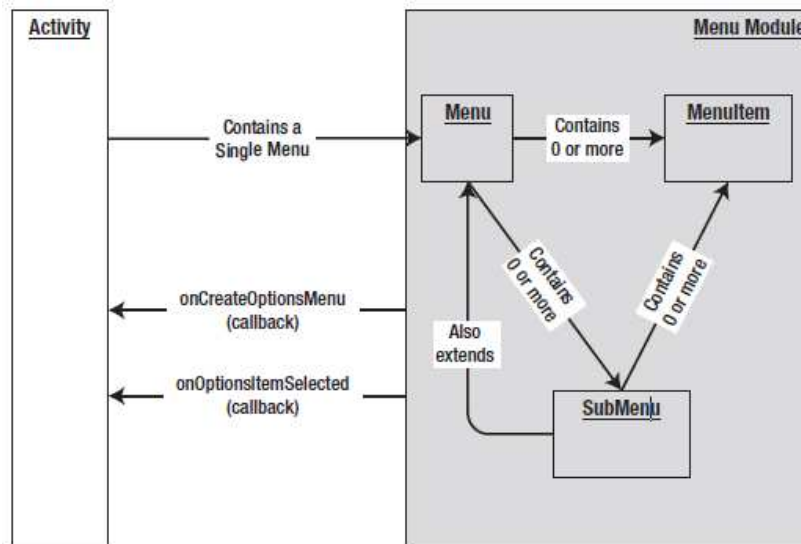 Activity
Menu Module
Menu
MenuItem
Contains a
Single Menu
Contains
0 or more
Contains
0 or more
Contains
0 or more
onCreateOptionsMenu
(callback)
Also
extends
onOptionsItemSelected
(callback)
SubMenu